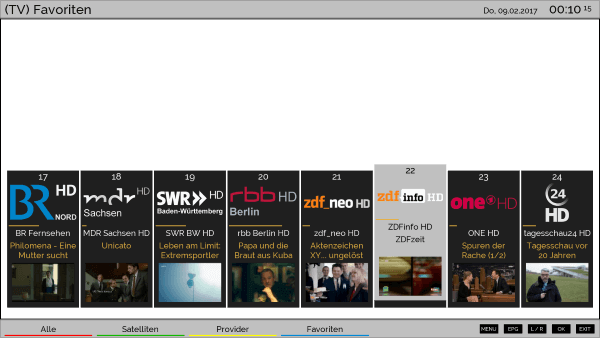 (TV) Favoriten
Do, 09.02.2017 00:10 15
17 18 19 20 21 22 23 24
BR HD NORD
mdr HD Sachsen
SWR HD Baden-Württemberg
rbb HD Berlin
zdf_neo HD
zdf info HD
one HD
24 HD
BR Fernsehen
Philomena - Eine
Mutter sucht
MDR Sachsen HD
Unicato
SWR BW HD
Leben am Limit:
Extremsportler
rbb Berlin HD
Papa und die
Braut aus Kuba
zdf_neo HD
Aktenzeichen
XY... ungelöst
ZDFinfo HD
ZDFzeit
ONE HD
Spuren der
Rache (1/2)
tagesschau24 HD
Tagesschau vor
20 Jahren
Alle Satelliten Provider Favoriten
MENU EPG L / R OK EXIT